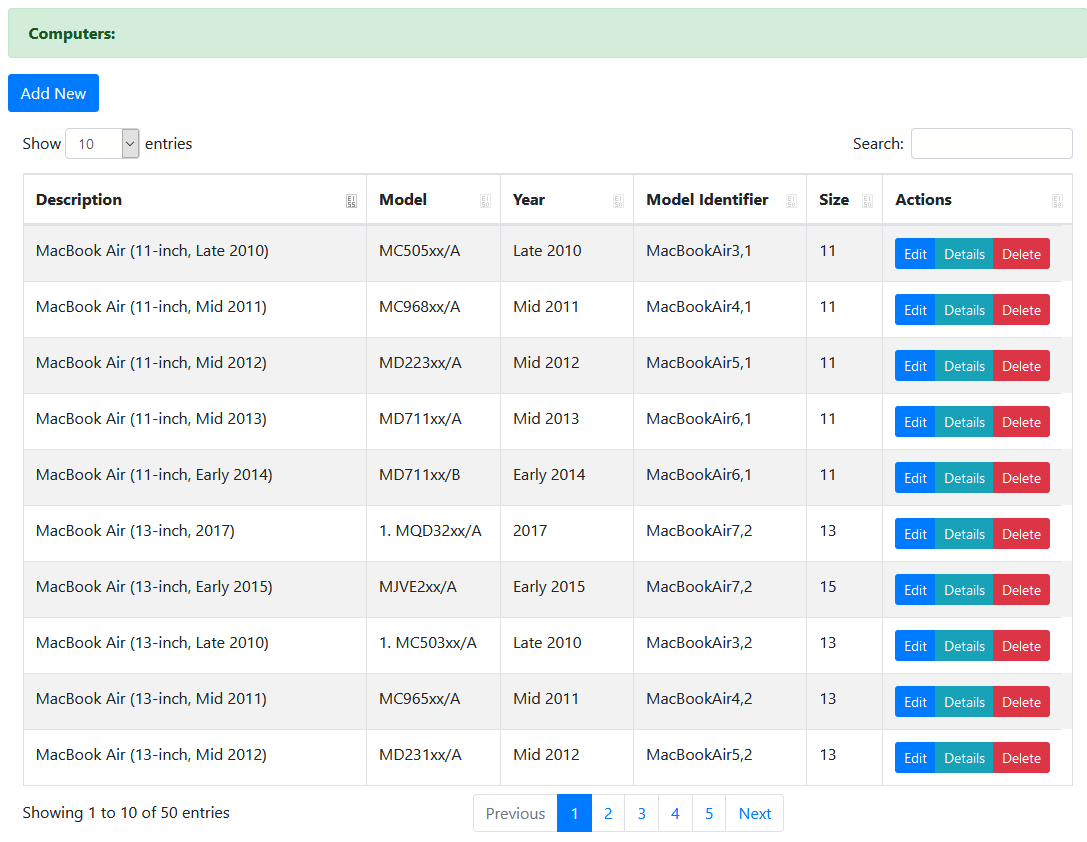 Computers:
Add New
Show 10 entries Search:
Description Model Year Model Identifier Size Actions
MacBook Air (11-inch, Late 2010) MC505xx/A Late 2010 MacBookAir3,1 11 Edit Details Delete
MacBook Air (11-inch, Mid 2011) MC968xx/A Mid 2011 MacBookAir4,1 11 Edit Details Delete
MacBook Air (11-inch, Mid 2012) MD223xx/A Mid 2012 MacBookAir5,1 11 Edit Details Delete
MacBook Air (11-inch, Mid 2013) MD711xx/A Mid 2013 MacBookAir6,1 11 Edit Details Delete
MacBook Air (11-inch, Early 2014) MD711xx/B Early 2014 MacBookAir6,1 11 Edit Details Delete
MacBook Air (13-inch, 2017) 1. MQD32xx/A 2017 MacBookAir7,2 13 Edit Details Delete
MacBook Air (13-inch, Early 2015) MJVE2xx/A Early 2015 MacBookAir7,2 15 Edit Details Delete
MacBook Air (13-inch, Late 2010) 1. MC503xx/A Late 2010 MacBookAir3,2 13 Edit Details Delete
MacBook Air (13-inch, Mid 2011) MC965xx/A Mid 2011 MacBookAir4,2 13 Edit Details Delete
MacBook Air (13-inch, Mid 2012) MD231xx/A Mid 2012 MacBookAir5,2 13 Edit Details Delete
Showing 1 to 10 of 50 entries Previous 1 2 3 4 5 Next